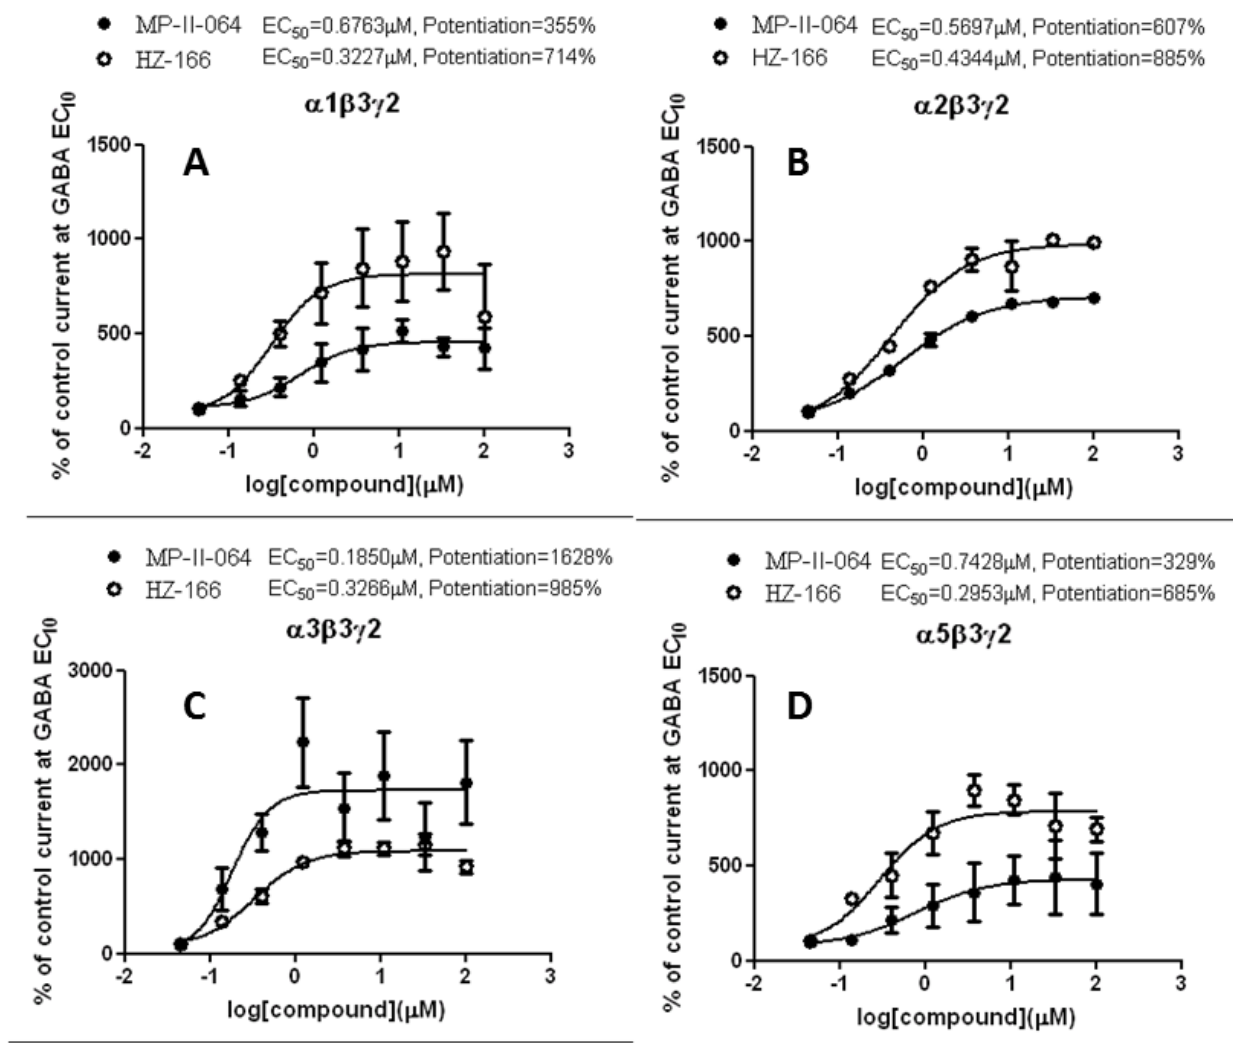 MP-II-064 EC50=0.6763μM, Potentiation=355%
HZ-166 EC50=0.3227μM, Potentiation=714%
α1β3γ2
A
% of control current at GABA EC10
1500
1000
500
0
-2 -1 0 1 2 3
log[compound](μM)
MP-II-064 EC50=0.5697μM, Potentiation=607%
HZ-166 EC50=0.4344μM, Potentiation=885%
α2β3γ2
B
% of control current at GABA EC10
1500
1000
500
0
-2 -1 0 1 2 3
log[compound](μM)
MP-II-064 EC50=0.1850μM, Potentiation=1628%
HZ-166 EC50=0.3266μM, Potentiation=985%
α3β3γ2
C
% of control current at GABA EC10
3000
2000
1000
0
-2 -1 0 1 2 3
log[compound](μM)
MP-II-064 EC50=0.7428μM, Potentiation=329%
HZ-166 EC50=0.2953μM, Potentiation=685%
α5β3γ2
D
% of control current at GABA EC10
1500
1000
500
0
-2 -1 0 1 2 3
log[compound](μM)